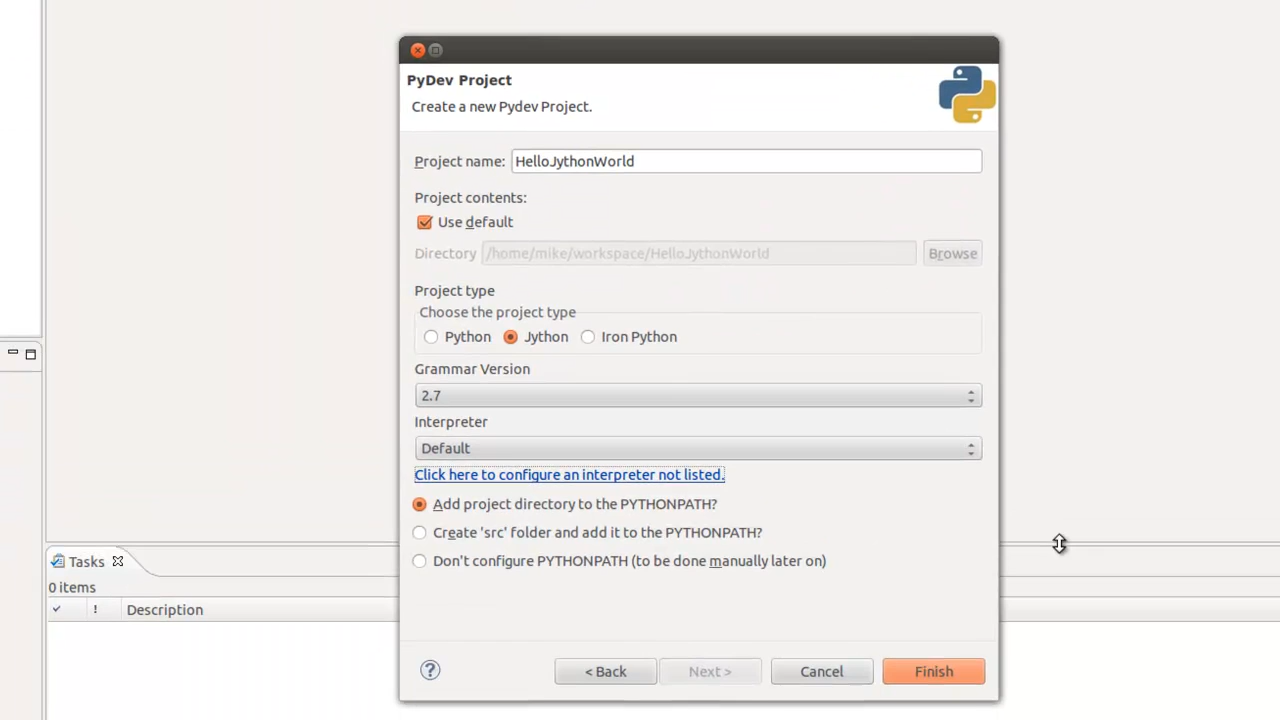 PyDev Project
Create a new Pydev Project.
Project name: HelloJythonWorld
Project contents:
Use default
Directory /home/mike/workspace/HelloJythonWorld Browse
Project type
Choose the project type
Python Jython Iron Python
Grammar Version
2.7
Interpreter
Default
Click here to configure an interpreter not listed.
Add project directory to the PYTHONPATH?
Create 'src' folder and add it to the PYTHONPATH?
Don't configure PYTHONPATH (to be done manually later on)
Tasks
0 items
! Description
? < Back Next > Cancel Finish